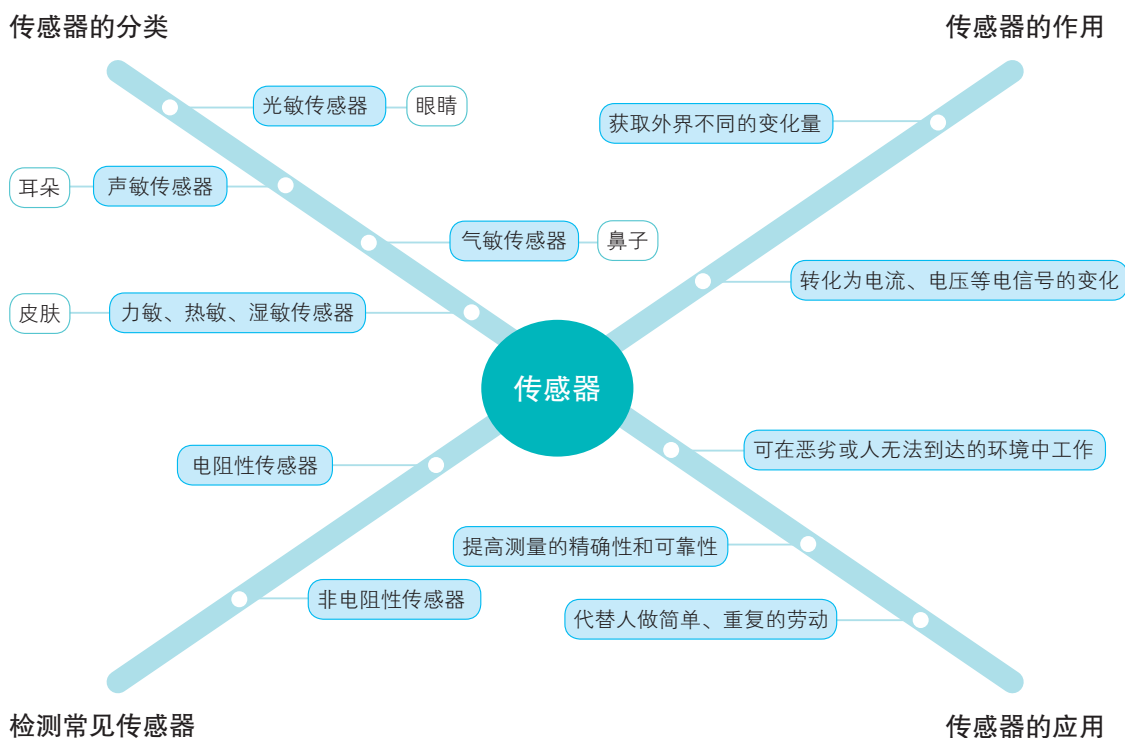 传感器的分类
传感器的作用
光敏传感器
眼睛
获取外界不同的变化量
耳朵
声敏传感器
气敏传感器
鼻子
转化为电流、电压等电信号的变化
皮肤
力敏、热敏、湿敏传感器
传感器
可在恶劣或人无法到达的环境中工作
电阻性传感器
提高测量的精确性和可靠性
非电阻性传感器
代替人做简单、重复的劳动
检测常见传感器
传感器的应用